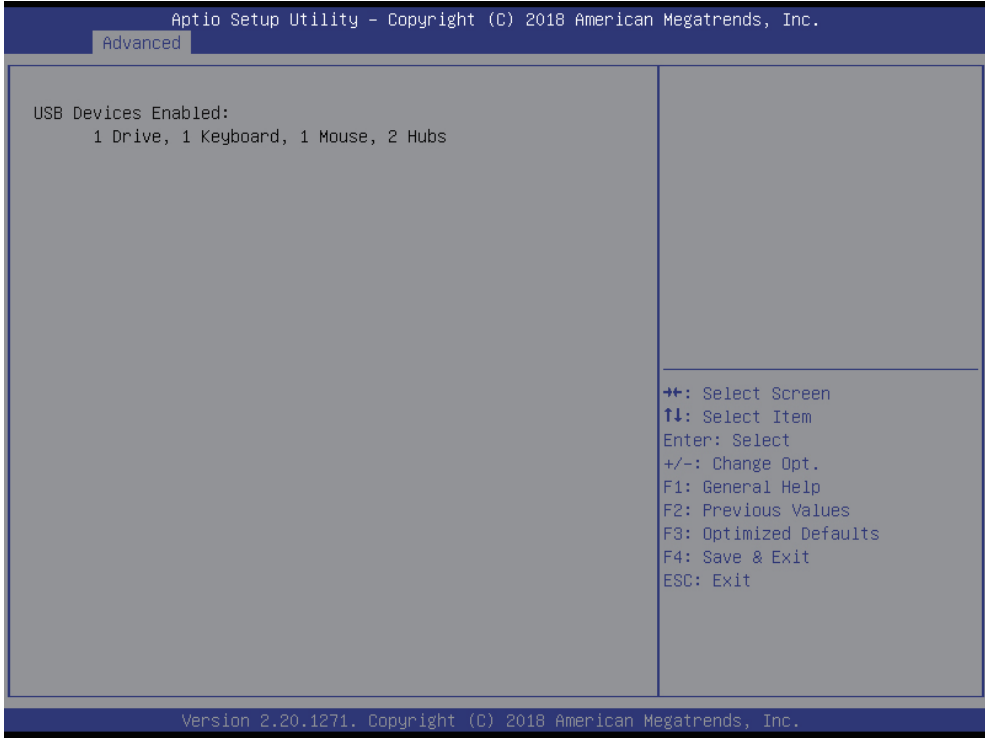 Aptio Setup Utility – Copyright (C) 2018 American Megatrends, Inc.
Advanced
USB Devices Enabled:
1 Drive, 1 Keyboard, 1 Mouse, 2 Hubs
→←: Select Screen
↑↓: Select Item
Enter: Select
+/-: Change Opt.
F1: General Help
F2: Previous Values
F3: Optimized Defaults
F4: Save & Exit
ESC: Exit
Version 2.20.1271. Copyright (C) 2018 American Megatrends, Inc.